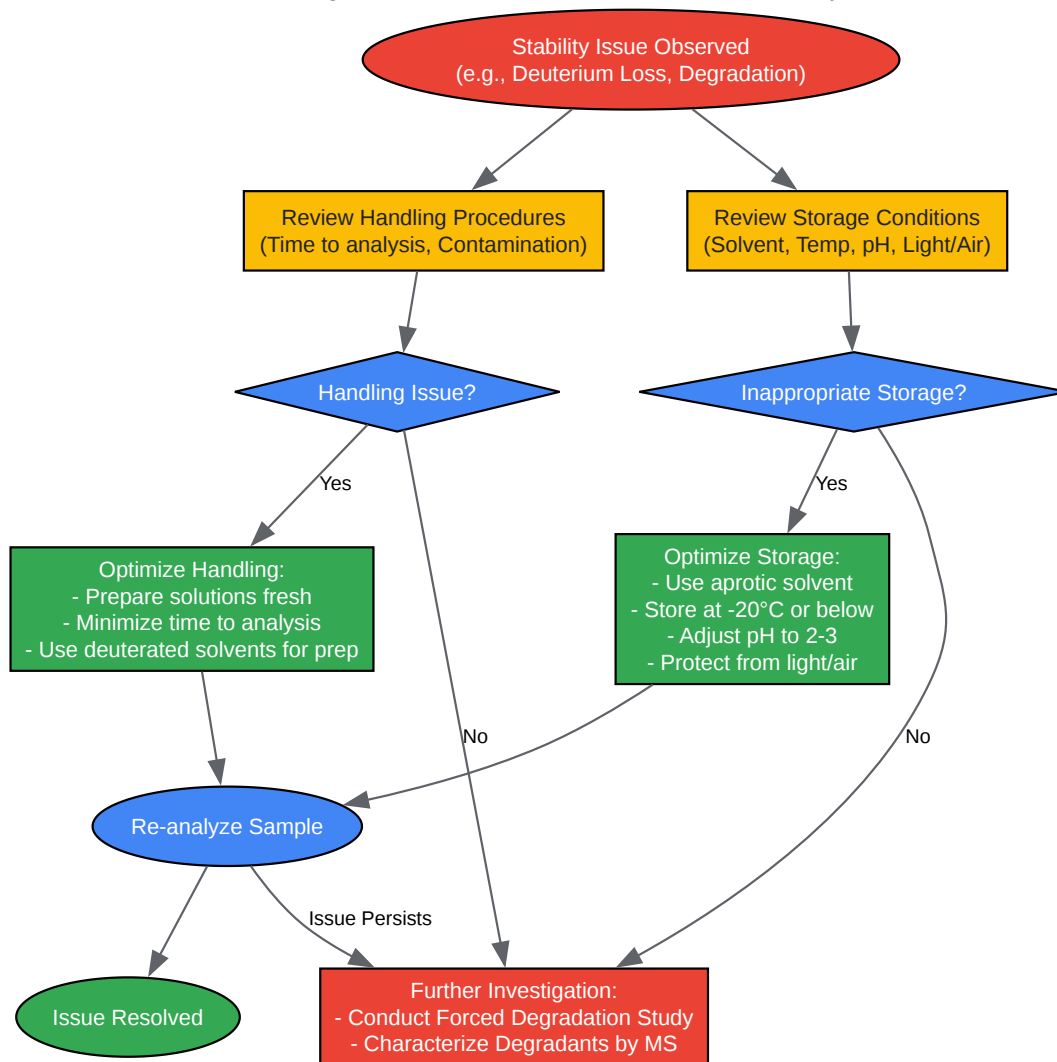 Stability Issue Observed
(e.g., Deuterium Loss, Degradation)
Review Handling Procedures
(Time to analysis, Contamination)
Review Storage Conditions
(Solvent, Temp, pH, Light/Air)
Handling Issue?
Inappropriate Storage?
Yes
Yes
Optimize Handling:
- Prepare solutions fresh
- Minimize time to analysis
- Use deuterated solvents for prep
Optimize Storage:
- Use aprotic solvent
- Store at -20°C or below
- Adjust pH to 2-3
- Protect from light/air
No
No
Re-analyze Sample
Issue Persists
Issue Resolved
Further Investigation:
- Conduct Forced Degradation Study
- Characterize Degradants by MS